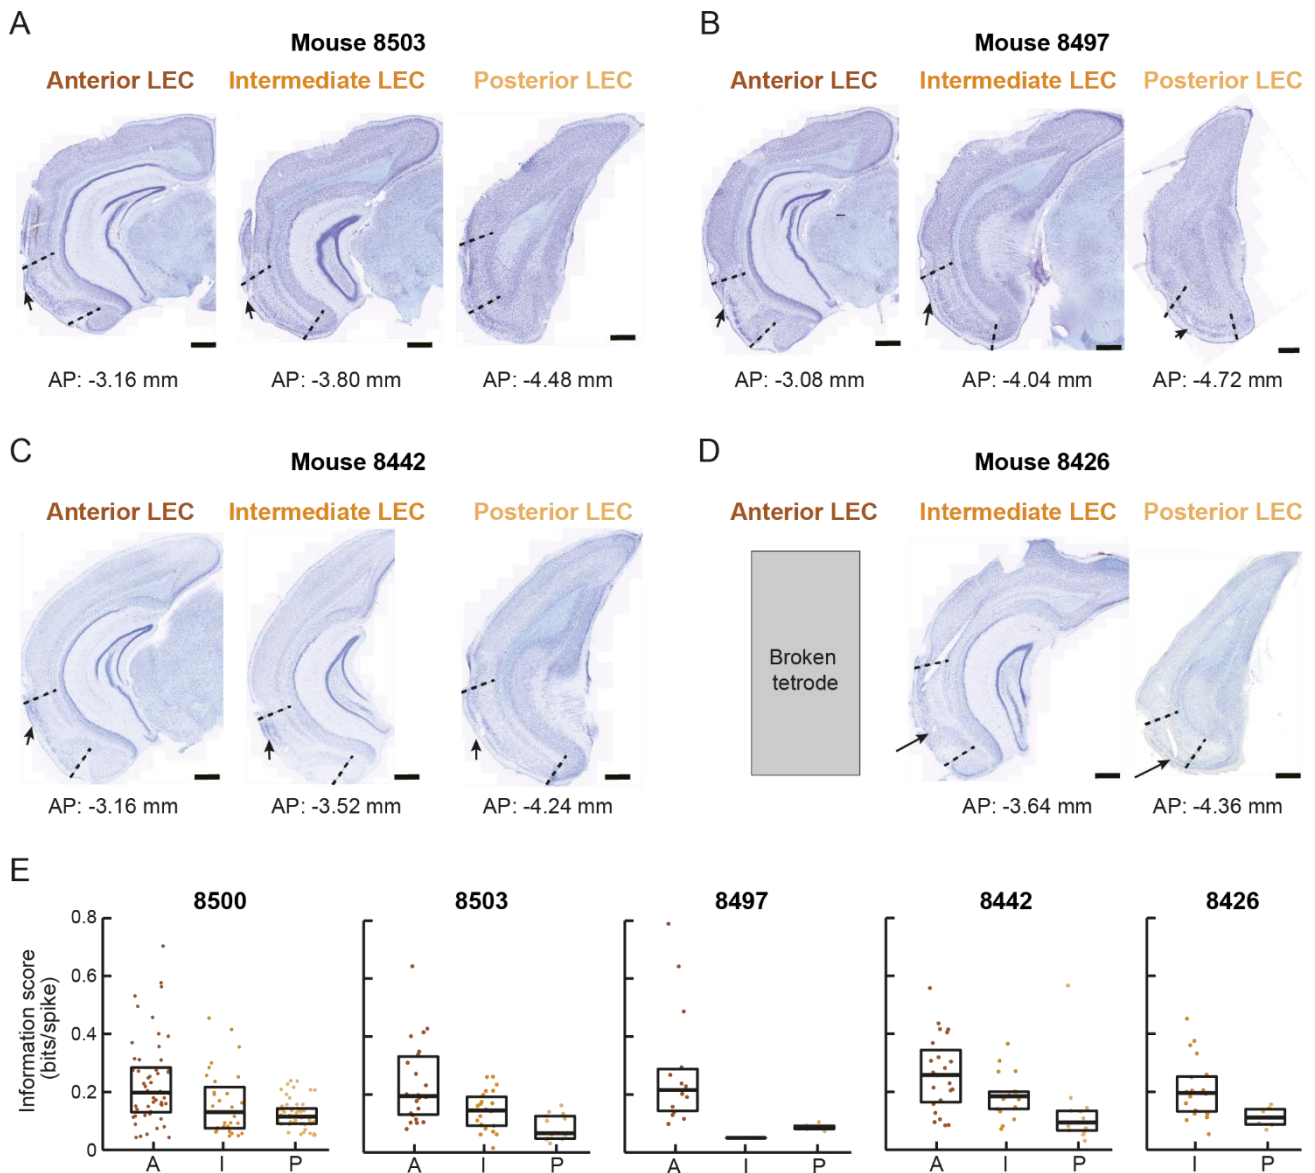 A
Mouse 8503
Anterior LEC Intermediate LEC Posterior LEC
AP: -3.16 mm AP: -3.80 mm AP: -4.48 mm
B
Mouse 8497
Anterior LEC Intermediate LEC Posterior LEC
AP: -3.08 mm AP: -4.04 mm AP: -4.72 mm
C
Mouse 8442
Anterior LEC Intermediate LEC Posterior LEC
AP: -3.16 mm AP: -3.52 mm AP: -4.24 mm
D
Mouse 8426
Anterior LEC Intermediate LEC Posterior LEC
Broken
tetrode
AP: -3.64 mm AP: -4.36 mm
E
8500 8503 8497 8442 8426
Information score
(bits/spike)
0.8
0.6
0.4
0.2
0
A I P A I P A I P A I P I P